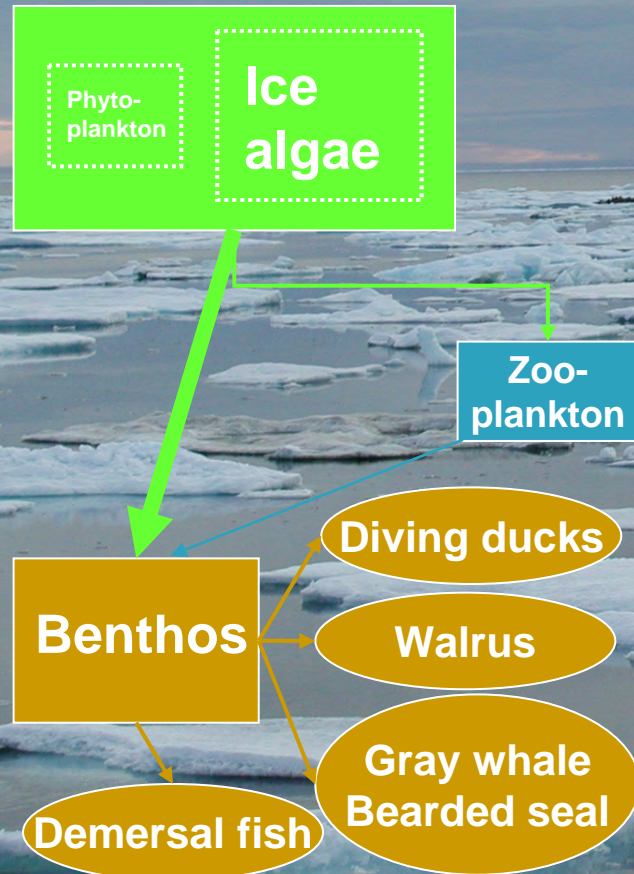 Phyto-
plankton
Ice
algae
Zoo-
plankton
Diving ducks
Benthos
Walrus
Gray whale
Bearded seal
Demersal fish